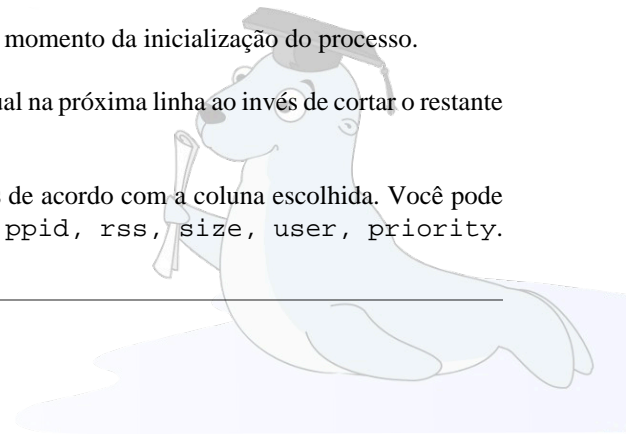 momento da inicialização do processo.
ual na próxima linha ao invés de cortar o restante
s de acordo com a coluna escolhida. Você pode
ppid, rss, size, user, priority.